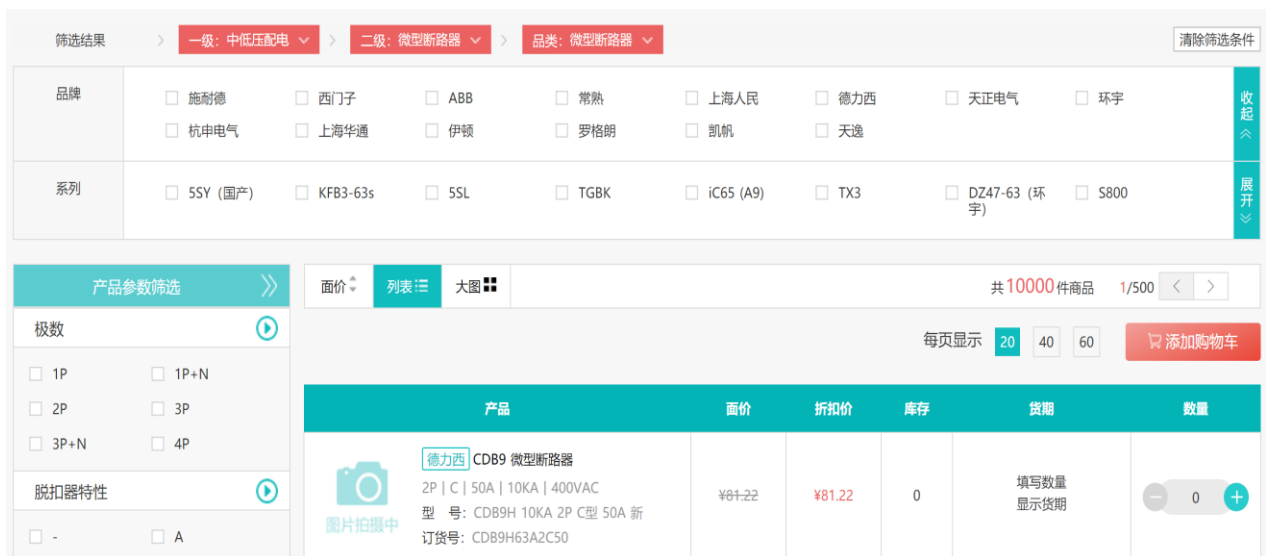 筛选结果 一级: 中低压配电 二级: 微型断路器 品类: 微型断路器 清除筛选条件
品牌 施耐德 西门子 ABB 常熟 上海人民 德力西 天正电气 环宇 收起
杭申电气 上海华通 伊顿 罗格朗 凯帆 天逸
系列 5SY (国产) KFB3-63s 5SL TGBK iC65 (A9) TX3 DZ47-63 (环宇) S800 展开
产品参数筛选 面价 列表 大图 共10000件商品 1/500
极数
每页显示 20 40 60 添加购物车
1P 1P+N
2P 3P
3P+N 4P
产品 面价 折扣价 库存 货期 数量
德力西 CDB9 微型断路器
2P | C | 50A | 10KA | 400VAC
型 号: CDB9H 10KA 2P C型 50A 新
订货号: CDB9H63A2C50
图片拍摄中
¥81.22 ¥81.22 0 填写数量
显示货期
0
脱扣器特性
- A